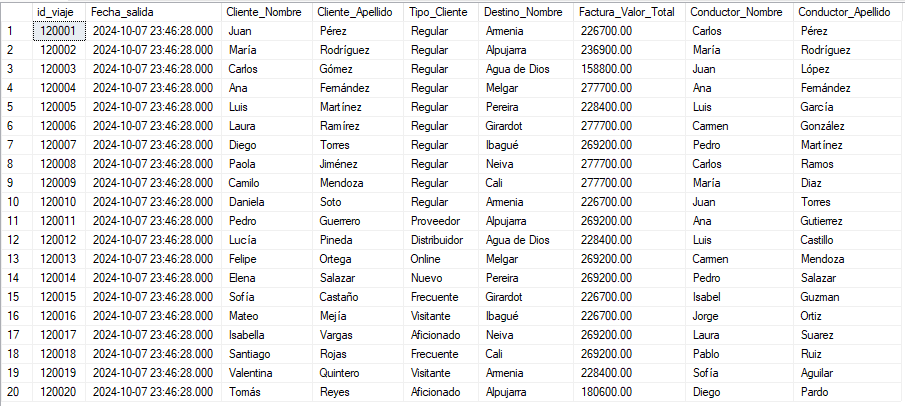 id_viaje Fecha_salida Cliente_Nombre Cliente_Apellido Tipo_Cliente Destino_Nombre Factura_Valor_Total Conductor_Nombre Conductor_Apellido
1 120001 2024-10-07 23:46:28.000 Juan Pérez Regular Armenia 226700.00 Carlos Pérez
2 120002 2024-10-07 23:46:28.000 María Rodríguez Regular Alpujarra 236900.00 María Rodríguez
3 120003 2024-10-07 23:46:28.000 Carlos Gómez Regular Agua de Dios 158800.00 Juan López
4 120004 2024-10-07 23:46:28.000 Ana Fernández Regular Melgar 277700.00 Ana Fernández
5 120005 2024-10-07 23:46:28.000 Luis Martínez Regular Pereira 228400.00 Luis García
6 120006 2024-10-07 23:46:28.000 Laura Ramírez Regular Girardot 277700.00 Carmen González
7 120007 2024-10-07 23:46:28.000 Diego Torres Regular Ibagué 269200.00 Pedro Martínez
8 120008 2024-10-07 23:46:28.000 Paola Jiménez Regular Neiva 277700.00 Carlos Ramos
9 120009 2024-10-07 23:46:28.000 Camilo Mendoza Regular Cali 277700.00 María Diaz
10 120010 2024-10-07 23:46:28.000 Daniela Soto Regular Armenia 226700.00 Juan Torres
11 120011 2024-10-07 23:46:28.000 Pedro Guerrero Proveedor Alpujarra 269200.00 Ana Gutierrez
12 120012 2024-10-07 23:46:28.000 Lucía Pineda Distribuidor Agua de Dios 228400.00 Luis Castillo
13 120013 2024-10-07 23:46:28.000 Felipe Ortega Online Melgar 269200.00 Carmen Mendoza
14 120014 2024-10-07 23:46:28.000 Elena Salazar Nuevo Pereira 269200.00 Pedro Salazar
15 120015 2024-10-07 23:46:28.000 Sofía Castaño Frecuente Girardot 226700.00 Isabel Guzman
16 120016 2024-10-07 23:46:28.000 Mateo Mejía Visitante Ibagué 226700.00 Jorge Ortiz
17 120017 2024-10-07 23:46:28.000 Isabella Vargas Aficionado Neiva 269200.00 Laura Suarez
18 120018 2024-10-07 23:46:28.000 Santiago Rojas Frecuente Cali 269200.00 Pablo Ruiz
19 120019 2024-10-07 23:46:28.000 Valentina Quintero Visitante Armenia 228400.00 Sofía Aguilar
20 120020 2024-10-07 23:46:28.000 Tomás Reyes Aficionado Alpujarra 180600.00 Diego Pardo